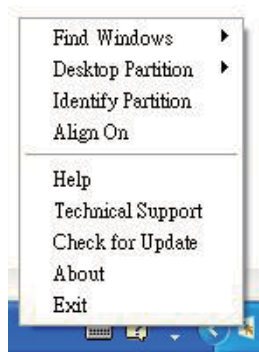 Find Windows
Desktop Partition
Identify Partition
Align On
Help
Technical Support
Check for Update
About
Exit